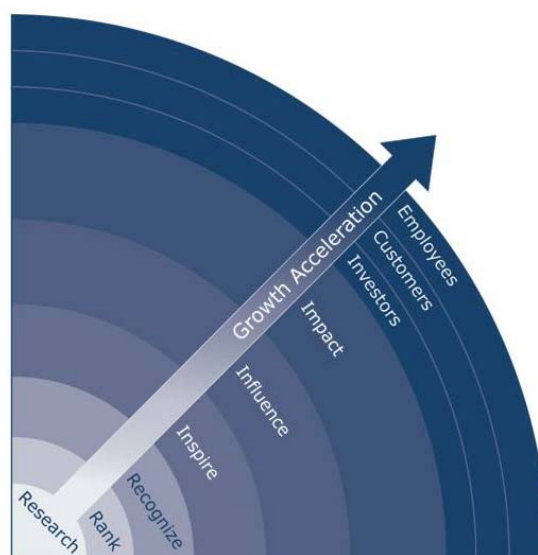 Growth Acceleration
Employees
Customers
Investors
Impact
Influence
Inspire
Recognize
Rank
Research